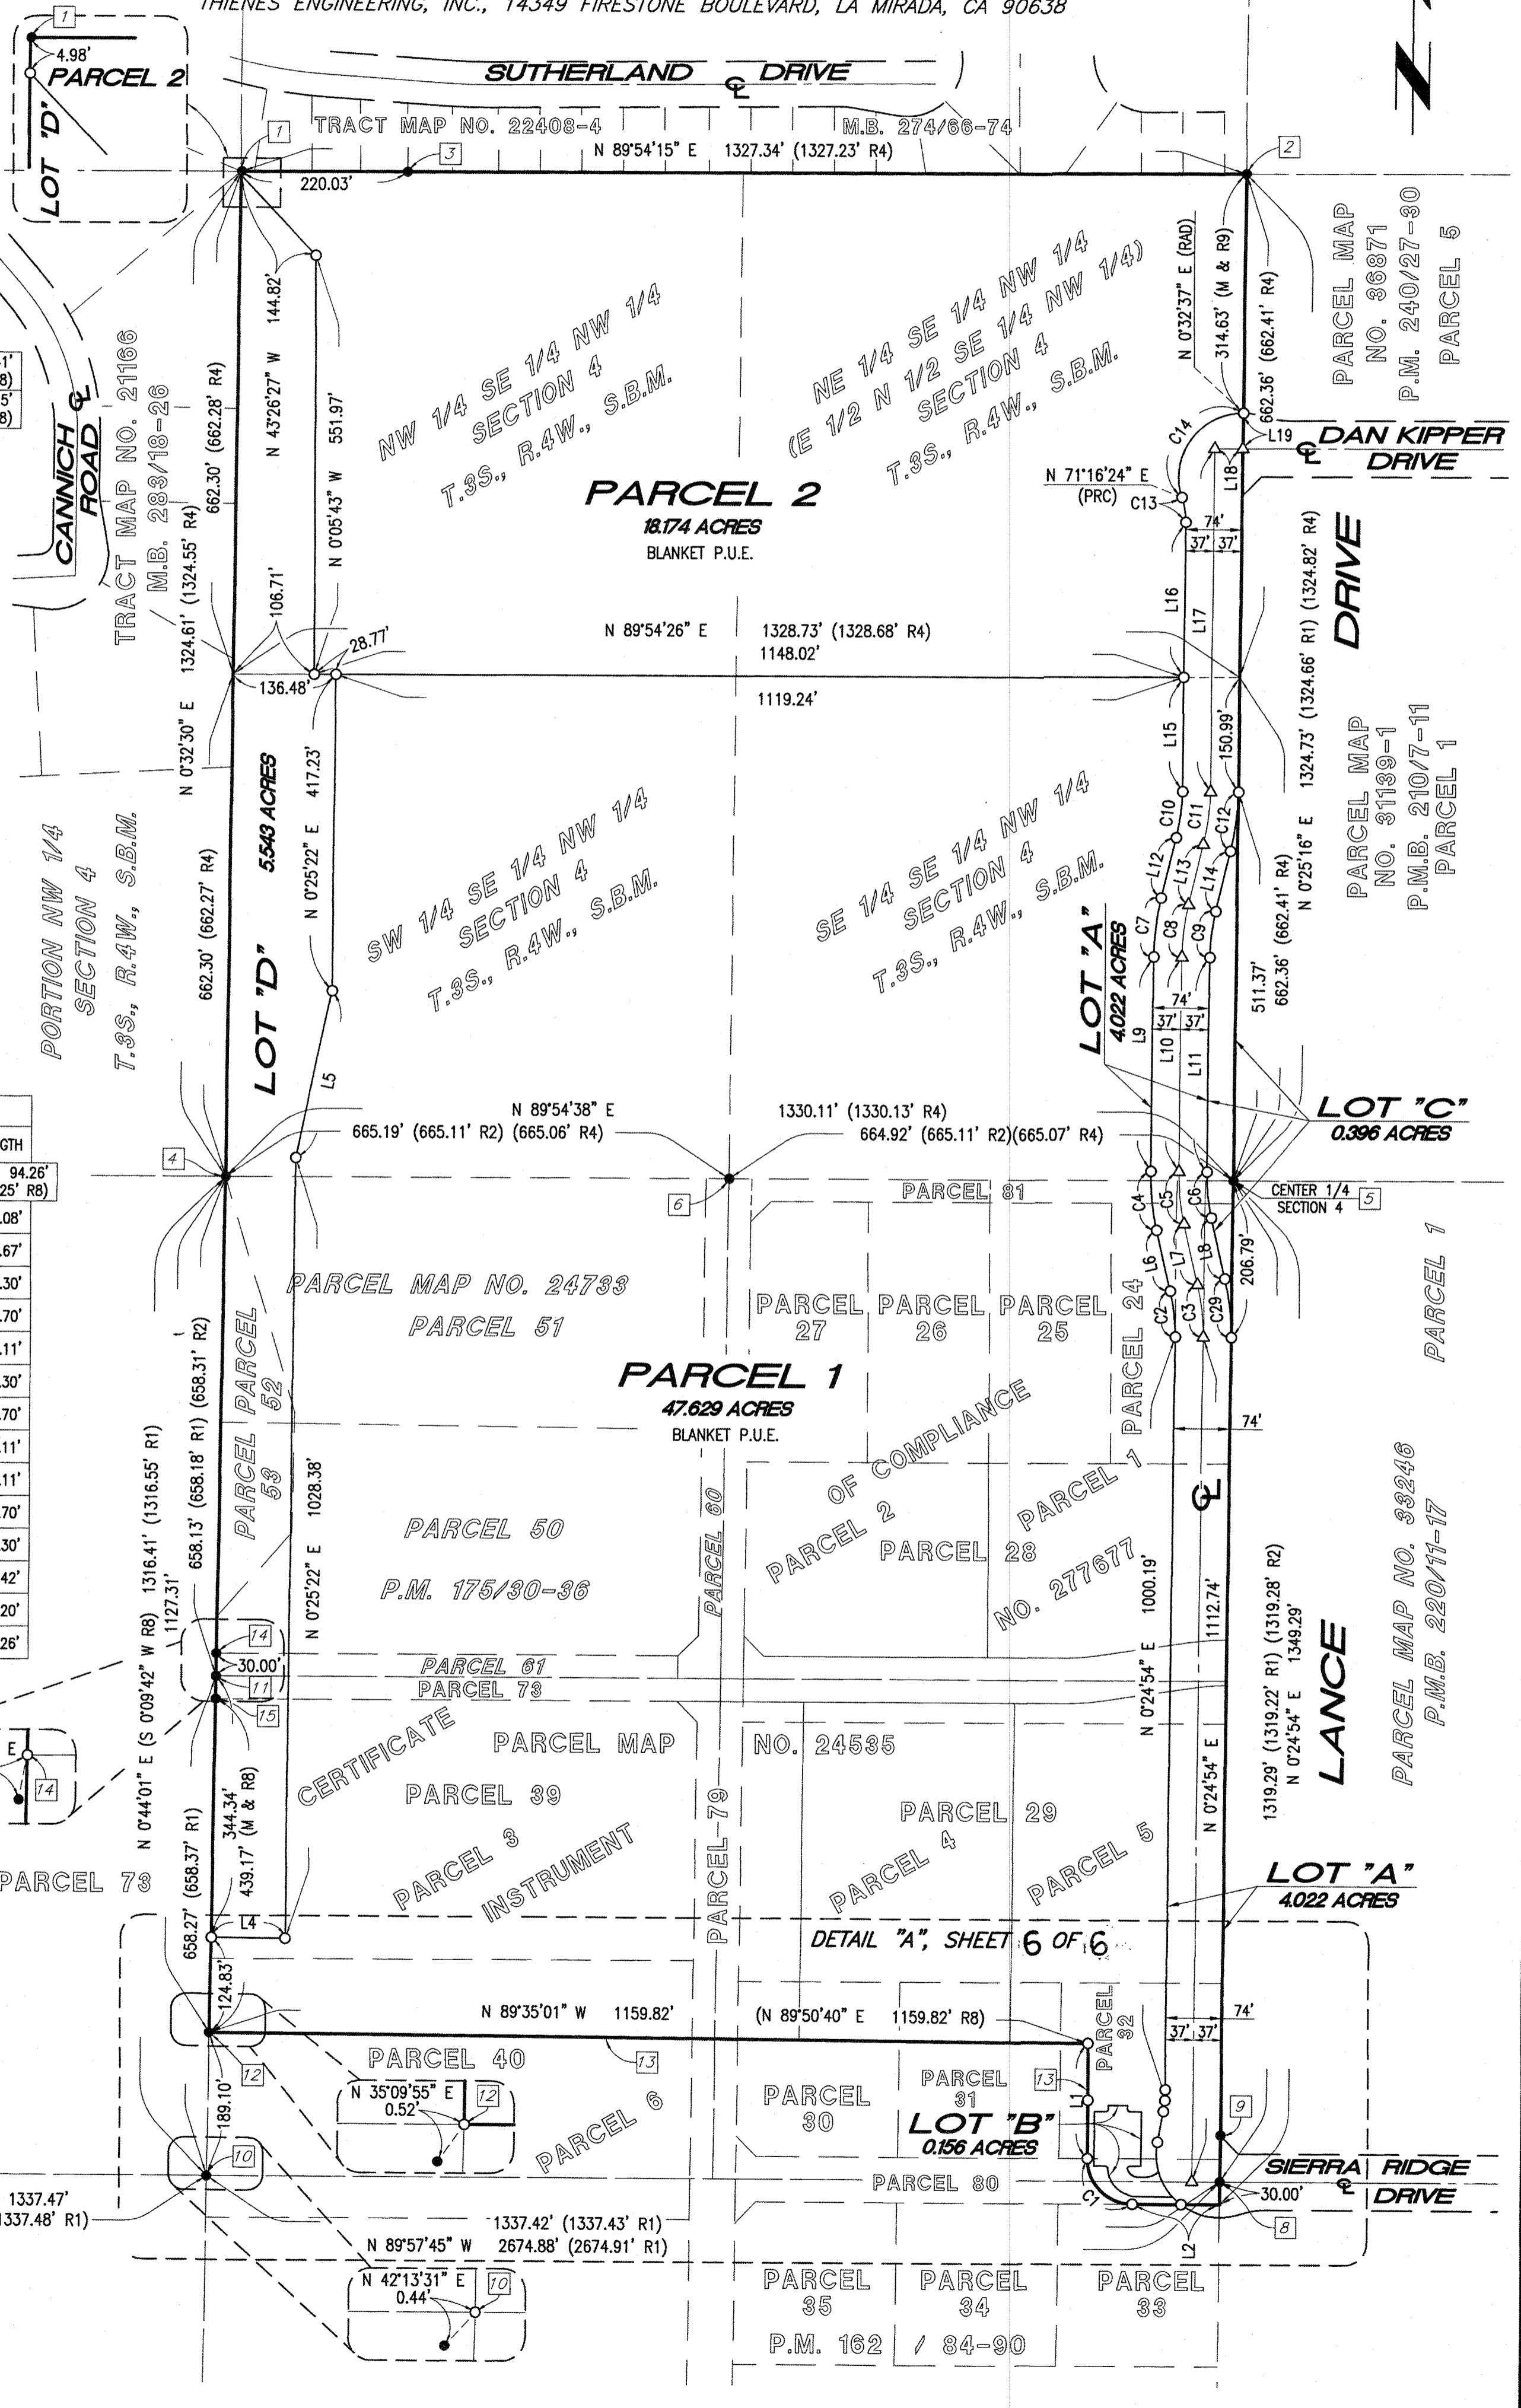 THIENES ENGINEERING, INC., 14349 FIRESTONE BOULEVARD, LA MIRADA, CA 90638
1
4.98'
PARCEL 2
LOT "D"
N
SUTHERLAND ℄ DRIVE
1
TRACT MAP NO. 22408-4
M.B. 274/66-74
N 89°54'15" E 1327.34' (1327.23' R4)
3
2
220.03'
N 0°32'37" E (RAD)
314.63' (M & R9)
662.36' (662.41' R4)
PARCEL MAP
NO. 36871
P.M. 240/27-30
PARCEL 5
144.82'
N 43°26'27" W
551.97'
N 0°05'43" W
662.30' (662.28' R4)
TRACT MAP NO. 21166
M.B. 283/18-26
CANNICH ℄
ROAD
NW 1/4 SE 1/4 NW 1/4
SECTION 4
T.3S., R.4W., S.B.M.
NE 1/4 SE 1/4 NW 1/4
(E 1/2 N 1/2 SE 1/4 NW 1/4)
SECTION 4
T.3S., R.4W., S.B.M.
PARCEL 2
18.174 ACRES
BLANKET P.U.E.
C14
L19
℄ DAN KIPPER
DRIVE
L18
N 71°16'24" E
(PRC)
C13
74'
37' 37'
L16
L17
N 0°32'30" E 1324.61' (1324.55' R4)
106.71'
28.77'
136.48'
N 89°54'26" E 1328.73' (1328.68' R4)
1148.02'
1119.24'
N 0°25'16" E 1324.73' (1324.66' R1) (1324.82' R4)
DRIVE
L15
150.99'
PARCEL MAP
NO. 31139-1
P.M.B. 210/7-11
PARCEL 1
5.543 ACRES
LOT "D"
417.23'
N 0°25'22" E
662.30' (662.27' R4)
PORTION NW 1/4
SECTION 4
T.3S., R.4W., S.B.M.
SW 1/4 SE 1/4 NW 1/4
SECTION 4
T.3S., R.4W., S.B.M.
SE 1/4 SE 1/4 NW 1/4
SECTION 4
T.3S., R.4W., S.B.M.
C10
C11
C12
L12
L13
L14
C7
C8
C9
LOT "A"
4.022 ACRES
74'
37' 37'
L9
L10
L11
511.37'
662.36' (662.41' R4)
L5
LOT "C"
0.396 ACRES
N 89°54'38" E 1330.11' (1330.13' R4)
665.19' (665.11' R2) (665.06' R4)
664.92' (665.11' R2)(665.07' R4)
4
6
PARCEL 81
CENTER 1/4
SECTION 4
5
GTH
94.26'
25' R8)
.08'
.67'
.30'
.70'
.11'
.30'
.70'
.11'
.11'
.70'
.30'
.42'
.20'
.26'
C4
C5
C6
L6
L7
L8
C2
C3
C29
206.79'
PARCEL MAP NO. 24733
PARCEL 51
PARCEL 27
PARCEL 26
PARCEL 25
PARCEL 24
PARCEL 1
PARCEL 52
PARCEL 53
PARCEL 1
47.629 ACRES
BLANKET P.U.E.
74'
℄
658.13' (658.18' R1) (658.31' R2)
N 0°44'01" E (S 0°09'42" W R8) 1316.41' (1316.55' R1)
1127.31'
1028.38'
N 0°25'22" E
PARCEL 50
P.M. 175/30-36
PARCEL 60
OF COMPLIANCE
PARCEL 2
PARCEL 1
PARCEL 28
NO. 277677
N 0°24'54" E 1000.19'
1112.74'
N 0°24'54" E
1319.29' (1319.22' R1) (1319.28' R2)
N 0°24'54" E 1349.29'
LANCE
PARCEL MAP NO. 33246
P.M.B. 220/11-17
14
30.00'
11
15
PARCEL 61
PARCEL 73
E
14
PARCEL 73
CERTIFICATE
PARCEL MAP NO. 24535
PARCEL 39
PARCEL 3
INSTRUMENT
PARCEL 79
PARCEL 29
PARCEL 4
PARCEL 5
658.27' (658.37' R1)
344.34'
439.17' (M & R8)
L4
LOT "A"
4.022 ACRES
DETAIL "A", SHEET 6 OF 6
124.83'
N 89°35'01" W 1159.82' (N 89°50'40" E 1159.82' R8)
13
PARCEL 32
37' 37'
74'
12
189.10'
PARCEL 40
N 35°09'55" E
0.52'
12
PARCEL 6
PARCEL 30
PARCEL 31
13
L1
LOT "B"
0.156 ACRES
9
10
PARCEL 80
C1
L2
SIERRA RIDGE
℄ DRIVE
30.00'
8
1337.47'
1337.48' R1)
1337.42' (1337.43' R1)
N 89°57'45" W 2674.88' (2674.91' R1)
N 42°13'31" E
0.44'
10
PARCEL 35
PARCEL 34
PARCEL 33
P.M. 162 / 84-90